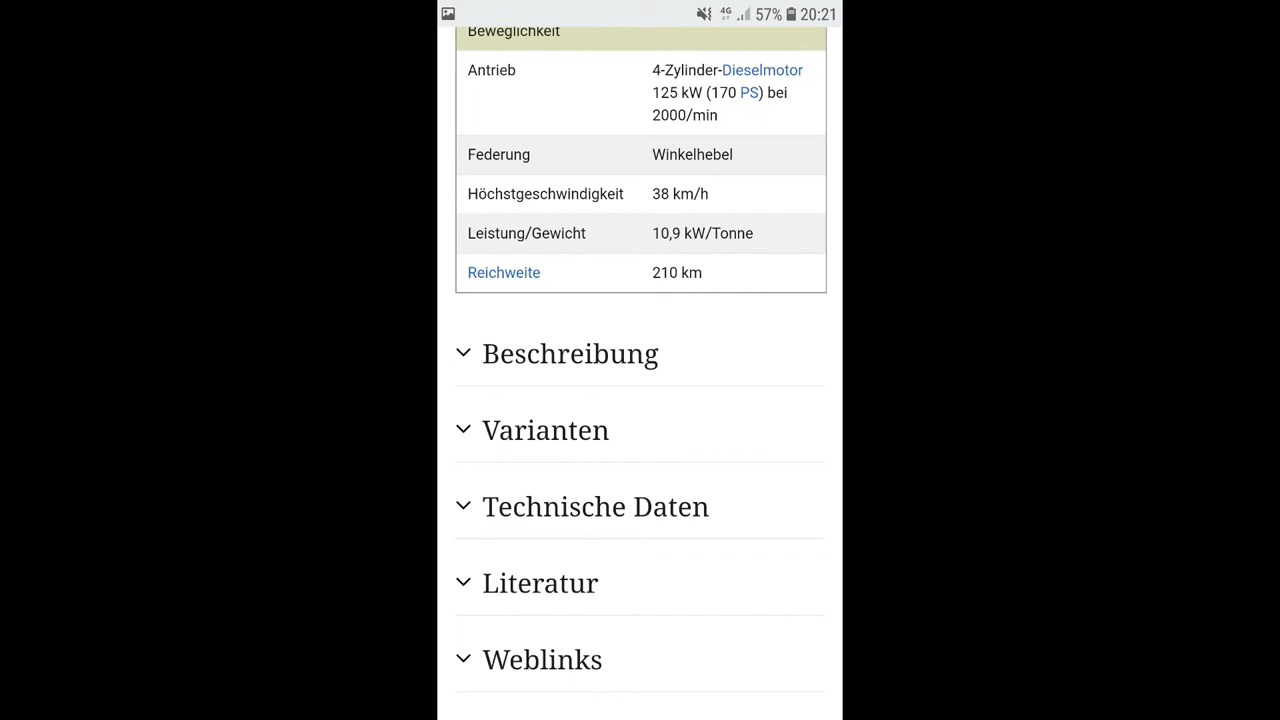 4G 57% 20:21
Beweglichkeit
Antrieb 4-Zylinder-Dieselmotor
125 kW (170 PS) bei
2000/min
Federung Winkelhebel
Höchstgeschwindigkeit 38 km/h
Leistung/Gewicht 10,9 kW/Tonne
Reichweite 210 km
Beschreibung
Varianten
Technische Daten
Literatur
Weblinks